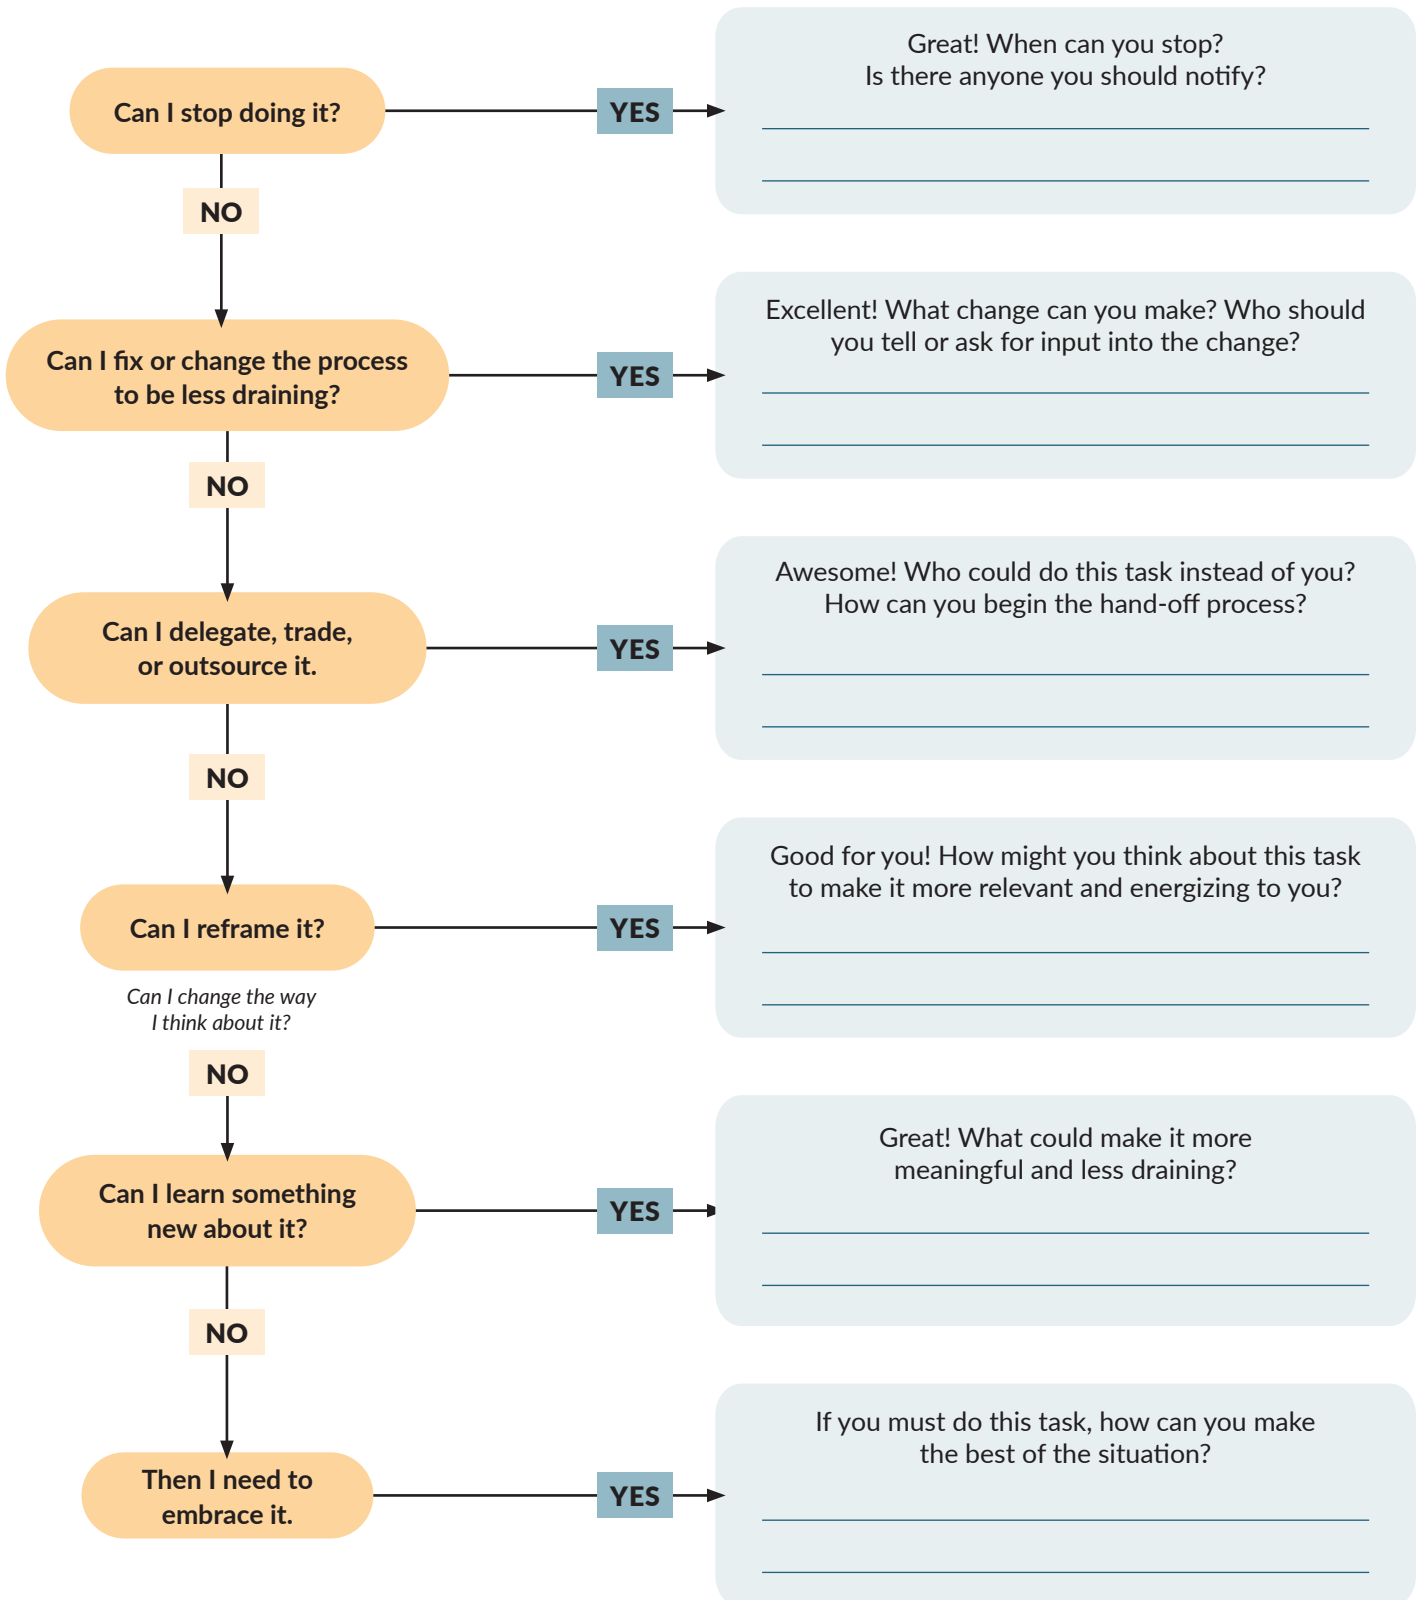 Can I stop doing it?
YES
Great! When can you stop?
Is there anyone you should notify?
NO
Can I fix or change the process
to be less draining?
YES
Excellent! What change can you make? Who should
you tell or ask for input into the change?
NO
Can I delegate, trade,
or outsource it.
YES
Awesome! Who could do this task instead of you?
How can you begin the hand-off process?
NO
Can I reframe it?
Can I change the way
I think about it?
YES
Good for you! How might you think about this task
to make it more relevant and energizing to you?
NO
Can I learn something
new about it?
YES
Great! What could make it more
meaningful and less draining?
NO
Then I need to
embrace it.
YES
If you must do this task, how can you make
the best of the situation?